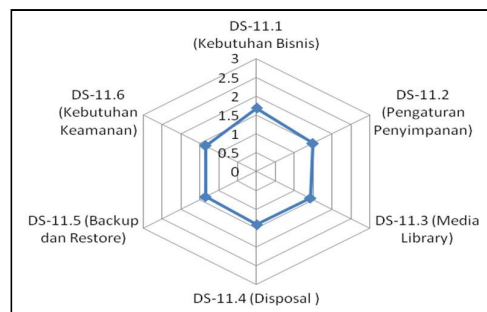 DS-11.1
(Kebutuhan Bisnis)
3
2.5
2
1.5
1
0.5
0
DS-11.2
(Pengaturan
Penyimpanan)
DS-11.3 (Media
Library)
DS-11.4 (Disposal )
DS-11.5 (Backup
dan Restore)
DS-11.6
(Kebutuhan
Keamanan)